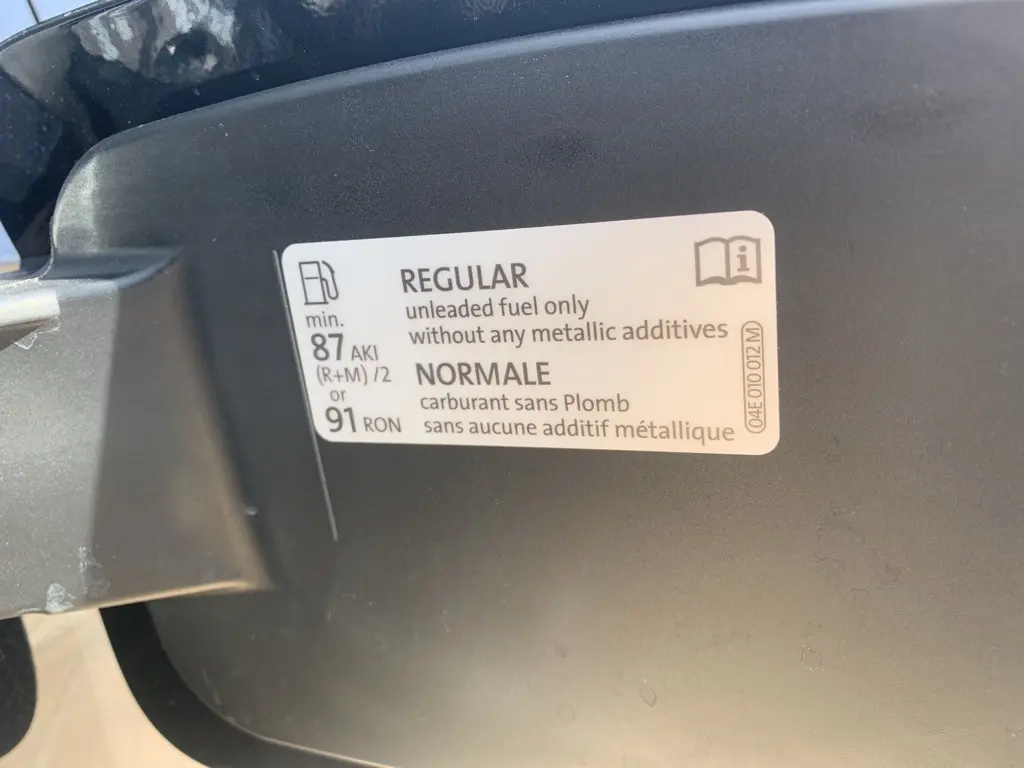 min.
87 AKI
(R+M) /2
or
91 RON
REGULAR
unleaded fuel only
without any metallic additives
NORMALE
carburant sans Plomb
sans aucune additif métallique
i
04E 010 012 M